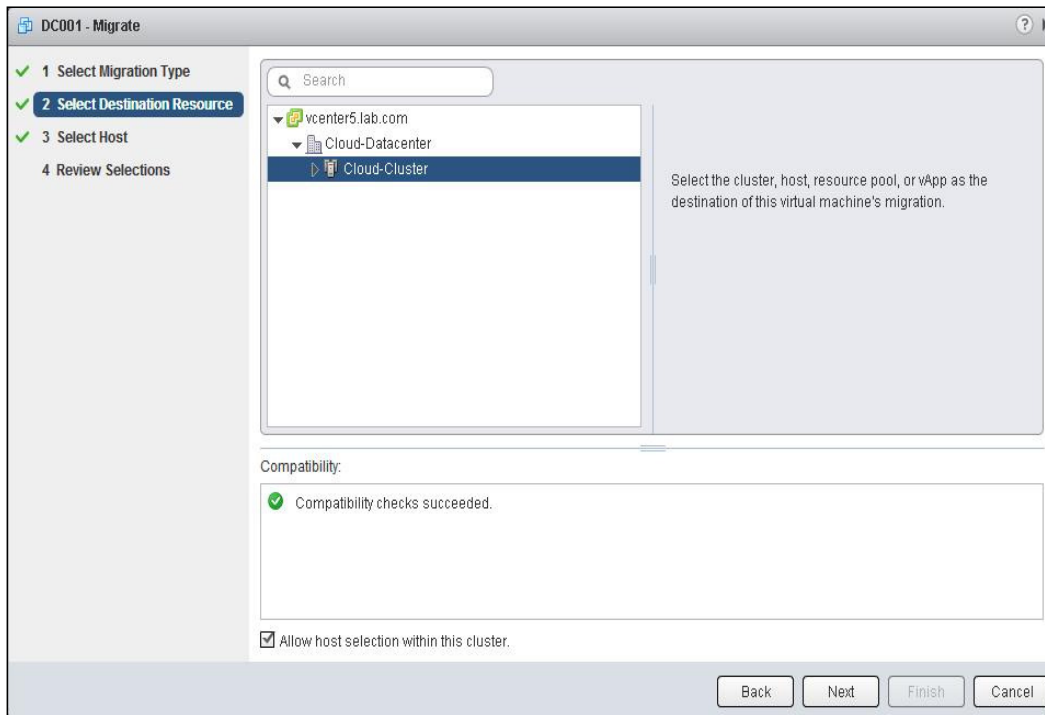 DC001 - Migrate
?
1 Select Migration Type
2 Select Destination Resource
3 Select Host
4 Review Selections
Search
vcenter5.lab.com
Cloud-Datacenter
Cloud-Cluster
Select the cluster, host, resource pool, or vApp as the
destination of this virtual machine's migration.
Compatibility:
Compatibility checks succeeded.
Allow host selection within this cluster.
Back Next Finish Cancel